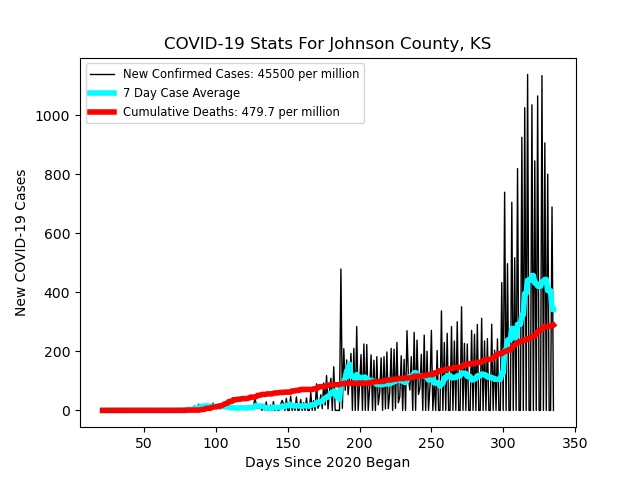 COVID-19 Stats For Johnson County, KS
New Confirmed Cases: 45500 per million
7 Day Case Average
Cumulative Deaths: 479.7 per million
New COVID-19 Cases
1000
800
600
400
200
0
50 100 150 200 250 300 350
Days Since 2020 Began